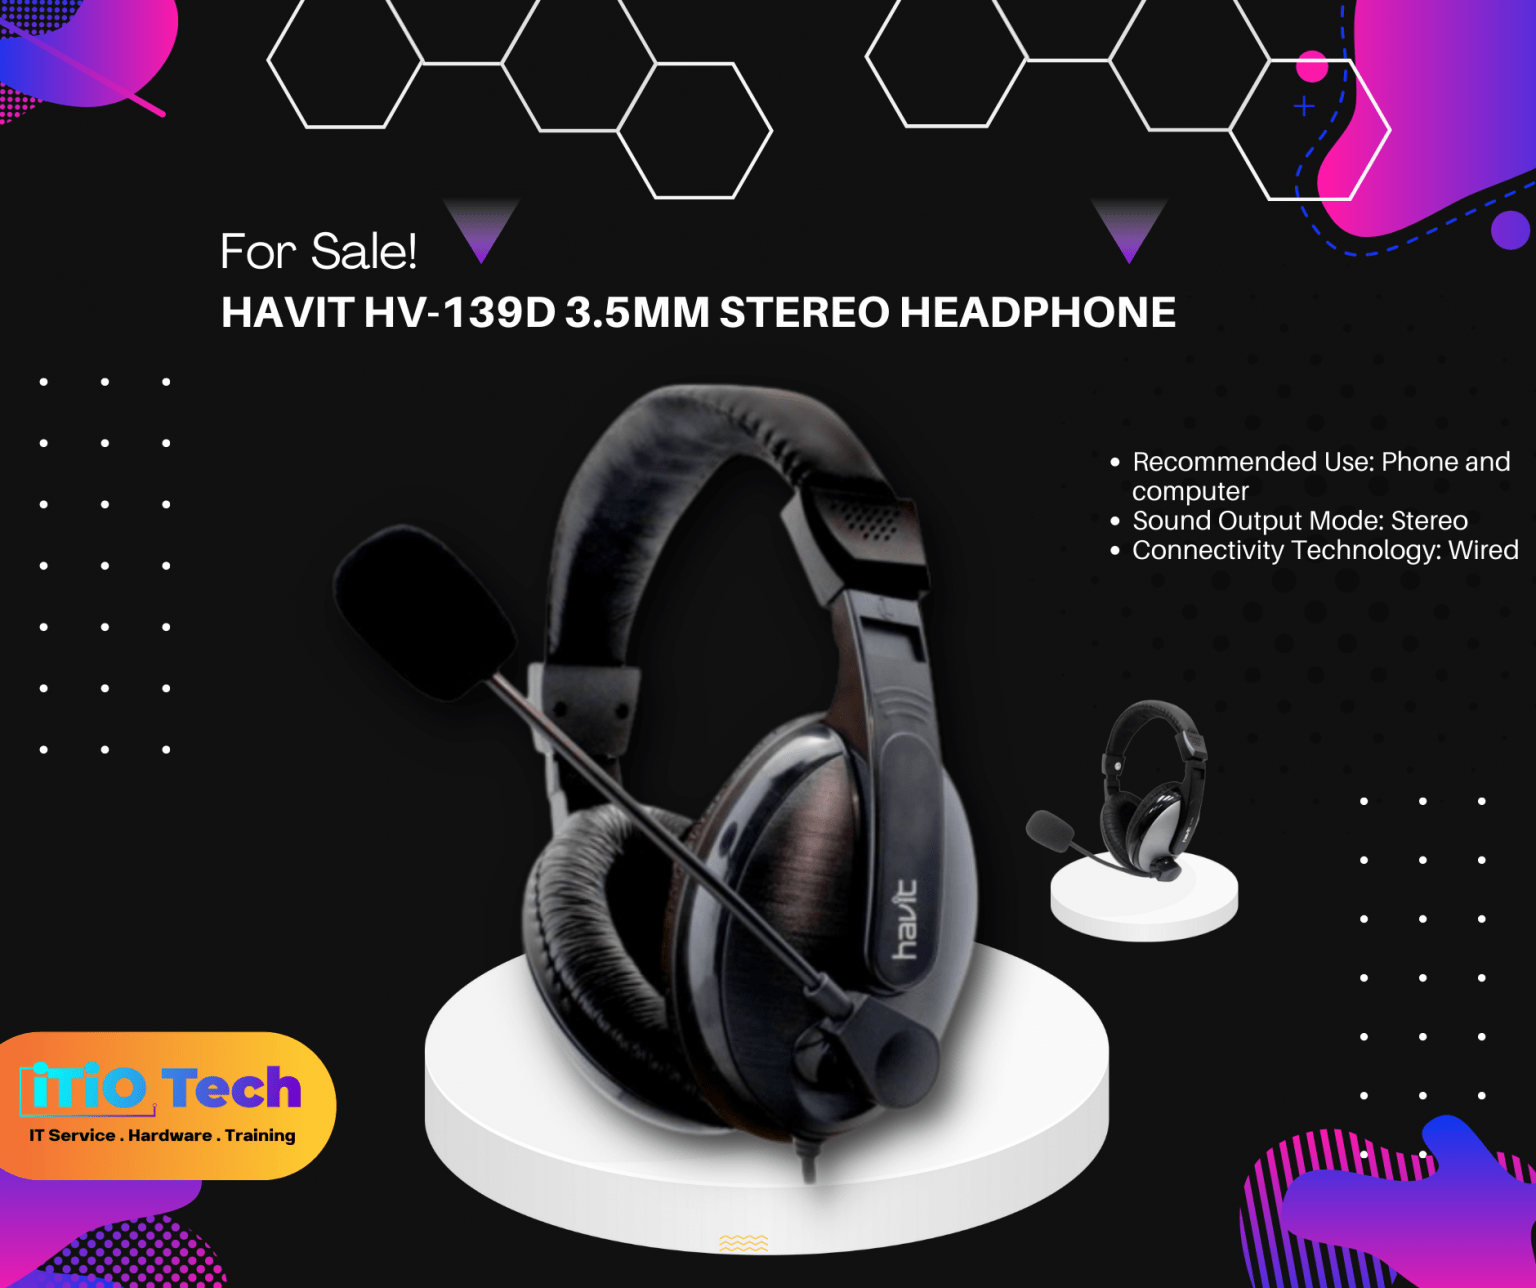 For Sale!
HAVIT HV-139D 3.5MM STEREO HEADPHONE
• Recommended Use: Phone and
computer
• Sound Output Mode: Stereo
• Connectivity Technology: Wired
havit
havit
iTiO Tech
IT Service . Hardware . Training